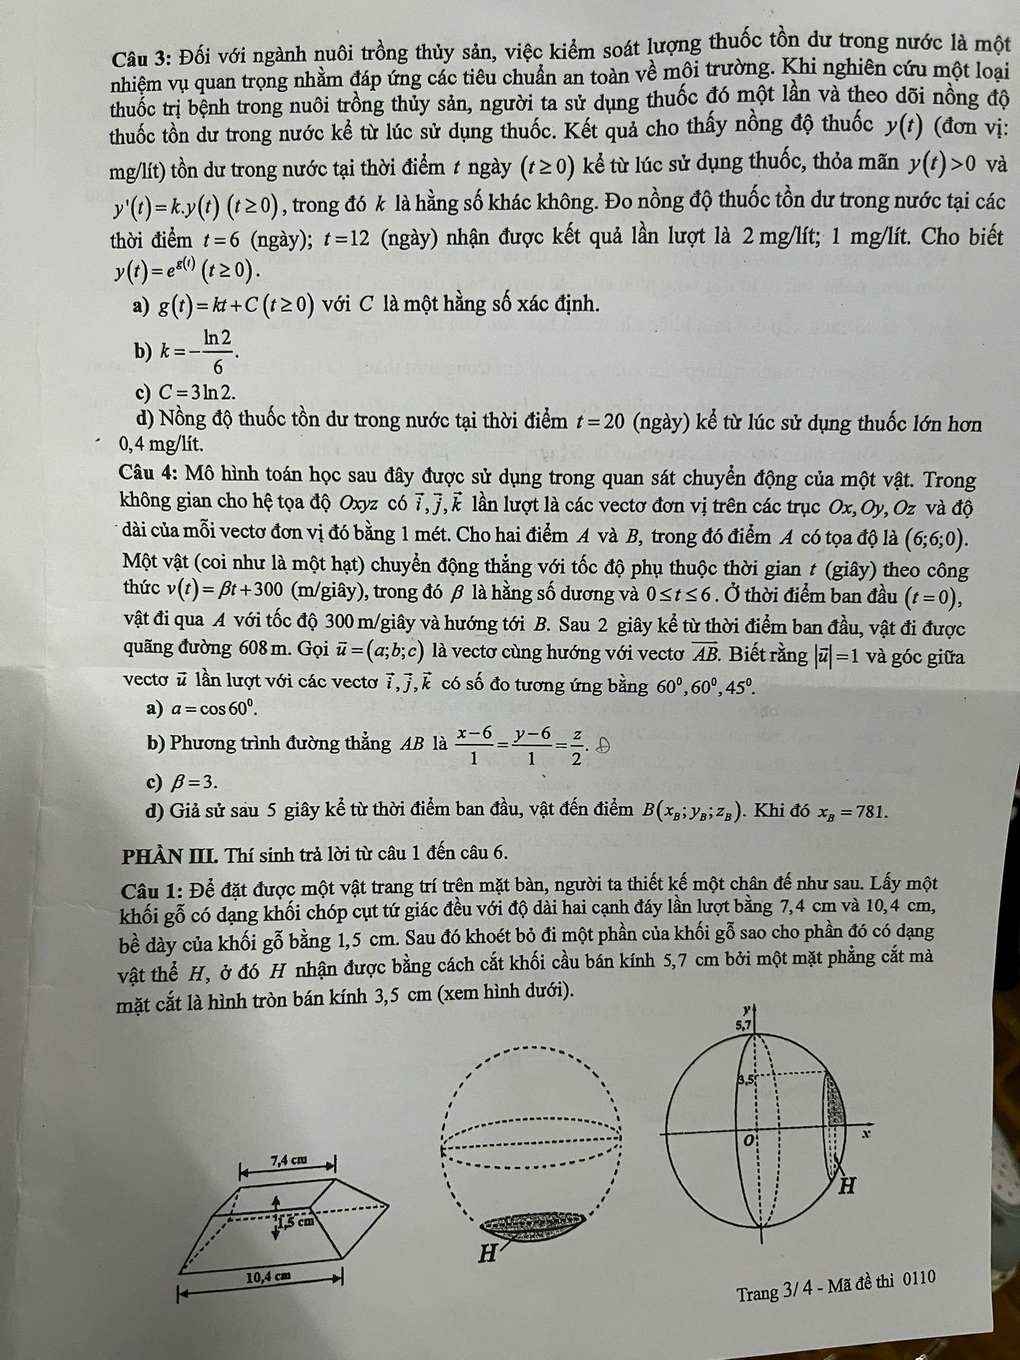 Câu 3: Đối với ngành nuôi trồng thủy sản, việc kiểm soát lượng thuốc tồn dư trong nước là một
nhiệm vụ quan trọng nhằm đáp ứng các tiêu chuẩn an toàn về môi trường. Khi nghiên cứu một loại
thuốc trị bệnh trong nuôi trồng thủy sản, người ta sử dụng thuốc đó một lần và theo dõi nồng độ
thuốc tồn dư trong nước kể từ lúc sử dụng thuốc. Kết quả cho thấy nồng độ thuốc y(t) (đơn vị:
mg/lít) tồn dư trong nước tại thời điểm t ngày (t≥0) kể từ lúc sử dụng thuốc, thỏa mãn y(t)>0 và
y'(t)=k.y(t) (t≥0), trong đó k là hằng số khác không. Đo nồng độ thuốc tồn dư trong nước tại các
thời điểm t=6 (ngày); t=12 (ngày) nhận được kết quả lần lượt là 2 mg/lít; 1 mg/lít. Cho biết
y(t)=e^{g(t)} (t≥0).
a) g(t)=kt+C (t≥0) với C là một hằng số xác định.
b) k=-\frac{ln2}{6}.
c) C=3ln2.
d) Nồng độ thuốc tồn dư trong nước tại thời điểm t=20 (ngày) kể từ lúc sử dụng thuốc lớn hơn
0,4 mg/lít.
Câu 4: Mô hình toán học sau đây được sử dụng trong quan sát chuyển động của một vật. Trong
không gian cho hệ tọa độ Oxyz có \vec{i},\vec{j},\vec{k} lần lượt là các vectơ đơn vị trên các trục Ox,Oy,Oz và độ
dài của mỗi vectơ đơn vị đó bằng 1 mét. Cho hai điểm A và B, trong đó điểm A có tọa độ là (6;6;0).
Một vật (coi như là một hạt) chuyển động thẳng với tốc độ phụ thuộc thời gian t (giây) theo công
thức v(t)=βt+300 (m/giây), trong đó β là hằng số dương và 0≤t≤6. Ở thời điểm ban đầu (t=0),
vật đi qua A với tốc độ 300 m/giây và hướng tới B. Sau 2 giây kể từ thời điểm ban đầu, vật đi được
quãng đường 608 m. Gọi \vec{u}=(a;b;c) là vectơ cùng hướng với vectơ \overrightarrow{AB}. Biết rằng |\vec{u}|=1 và góc giữa
vectơ \vec{u} lần lượt với các vectơ \vec{i},\vec{j},\vec{k} có số đo tương ứng bằng 60⁰,60⁰,45⁰.
a) a=cos60⁰.
b) Phương trình đường thẳng AB là \frac{x-6}{1}=\frac{y-6}{1}=\frac{z}{2}.
c) β=3.
d) Giả sử sau 5 giây kể từ thời điểm ban đầu, vật đến điểm B(x_B;y_B;z_B). Khi đó x_B=781.
PHẦN III. Thí sinh trả lời từ câu 1 đến câu 6.
Câu 1: Để đặt được một vật trang trí trên mặt bàn, người ta thiết kế một chân đế như sau. Lấy một
khối gỗ có dạng khối chóp cụt tứ giác đều với độ dài hai cạnh đáy lần lượt bằng 7,4 cm và 10,4 cm,
bề dày của khối gỗ bằng 1,5 cm. Sau đó khoét bỏ đi một phần của khối gỗ sao cho phần đó có dạng
vật thể H, ở đó H nhận được bằng cách cắt khối cầu bán kính 5,7 cm bởi một mặt phẳng cắt mà
mặt cắt là hình tròn bán kính 3,5 cm (xem hình dưới).
y
5,7
3,5
O
x
H
7,4 cm
1,5 cm
10,4 cm
H
Trang 3/ 4 - Mã đề thi 0110